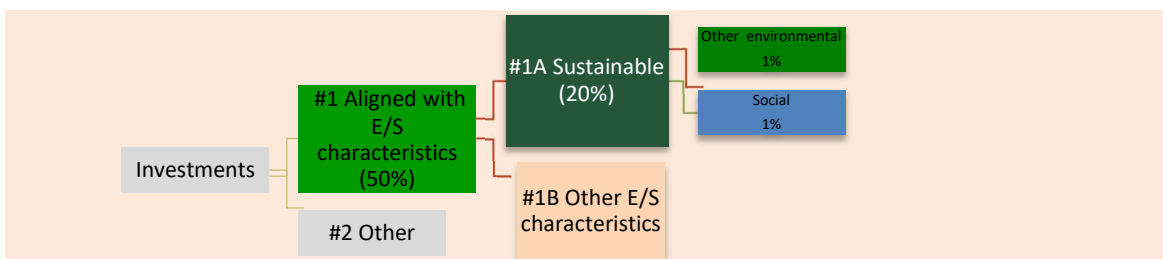 Investments
#1 Aligned with
E/S
characteristics
(50%)
#2 Other
#1A Sustainable
(20%)
#1B Other E/S
characteristics
Other environmental
1%
Social
1%